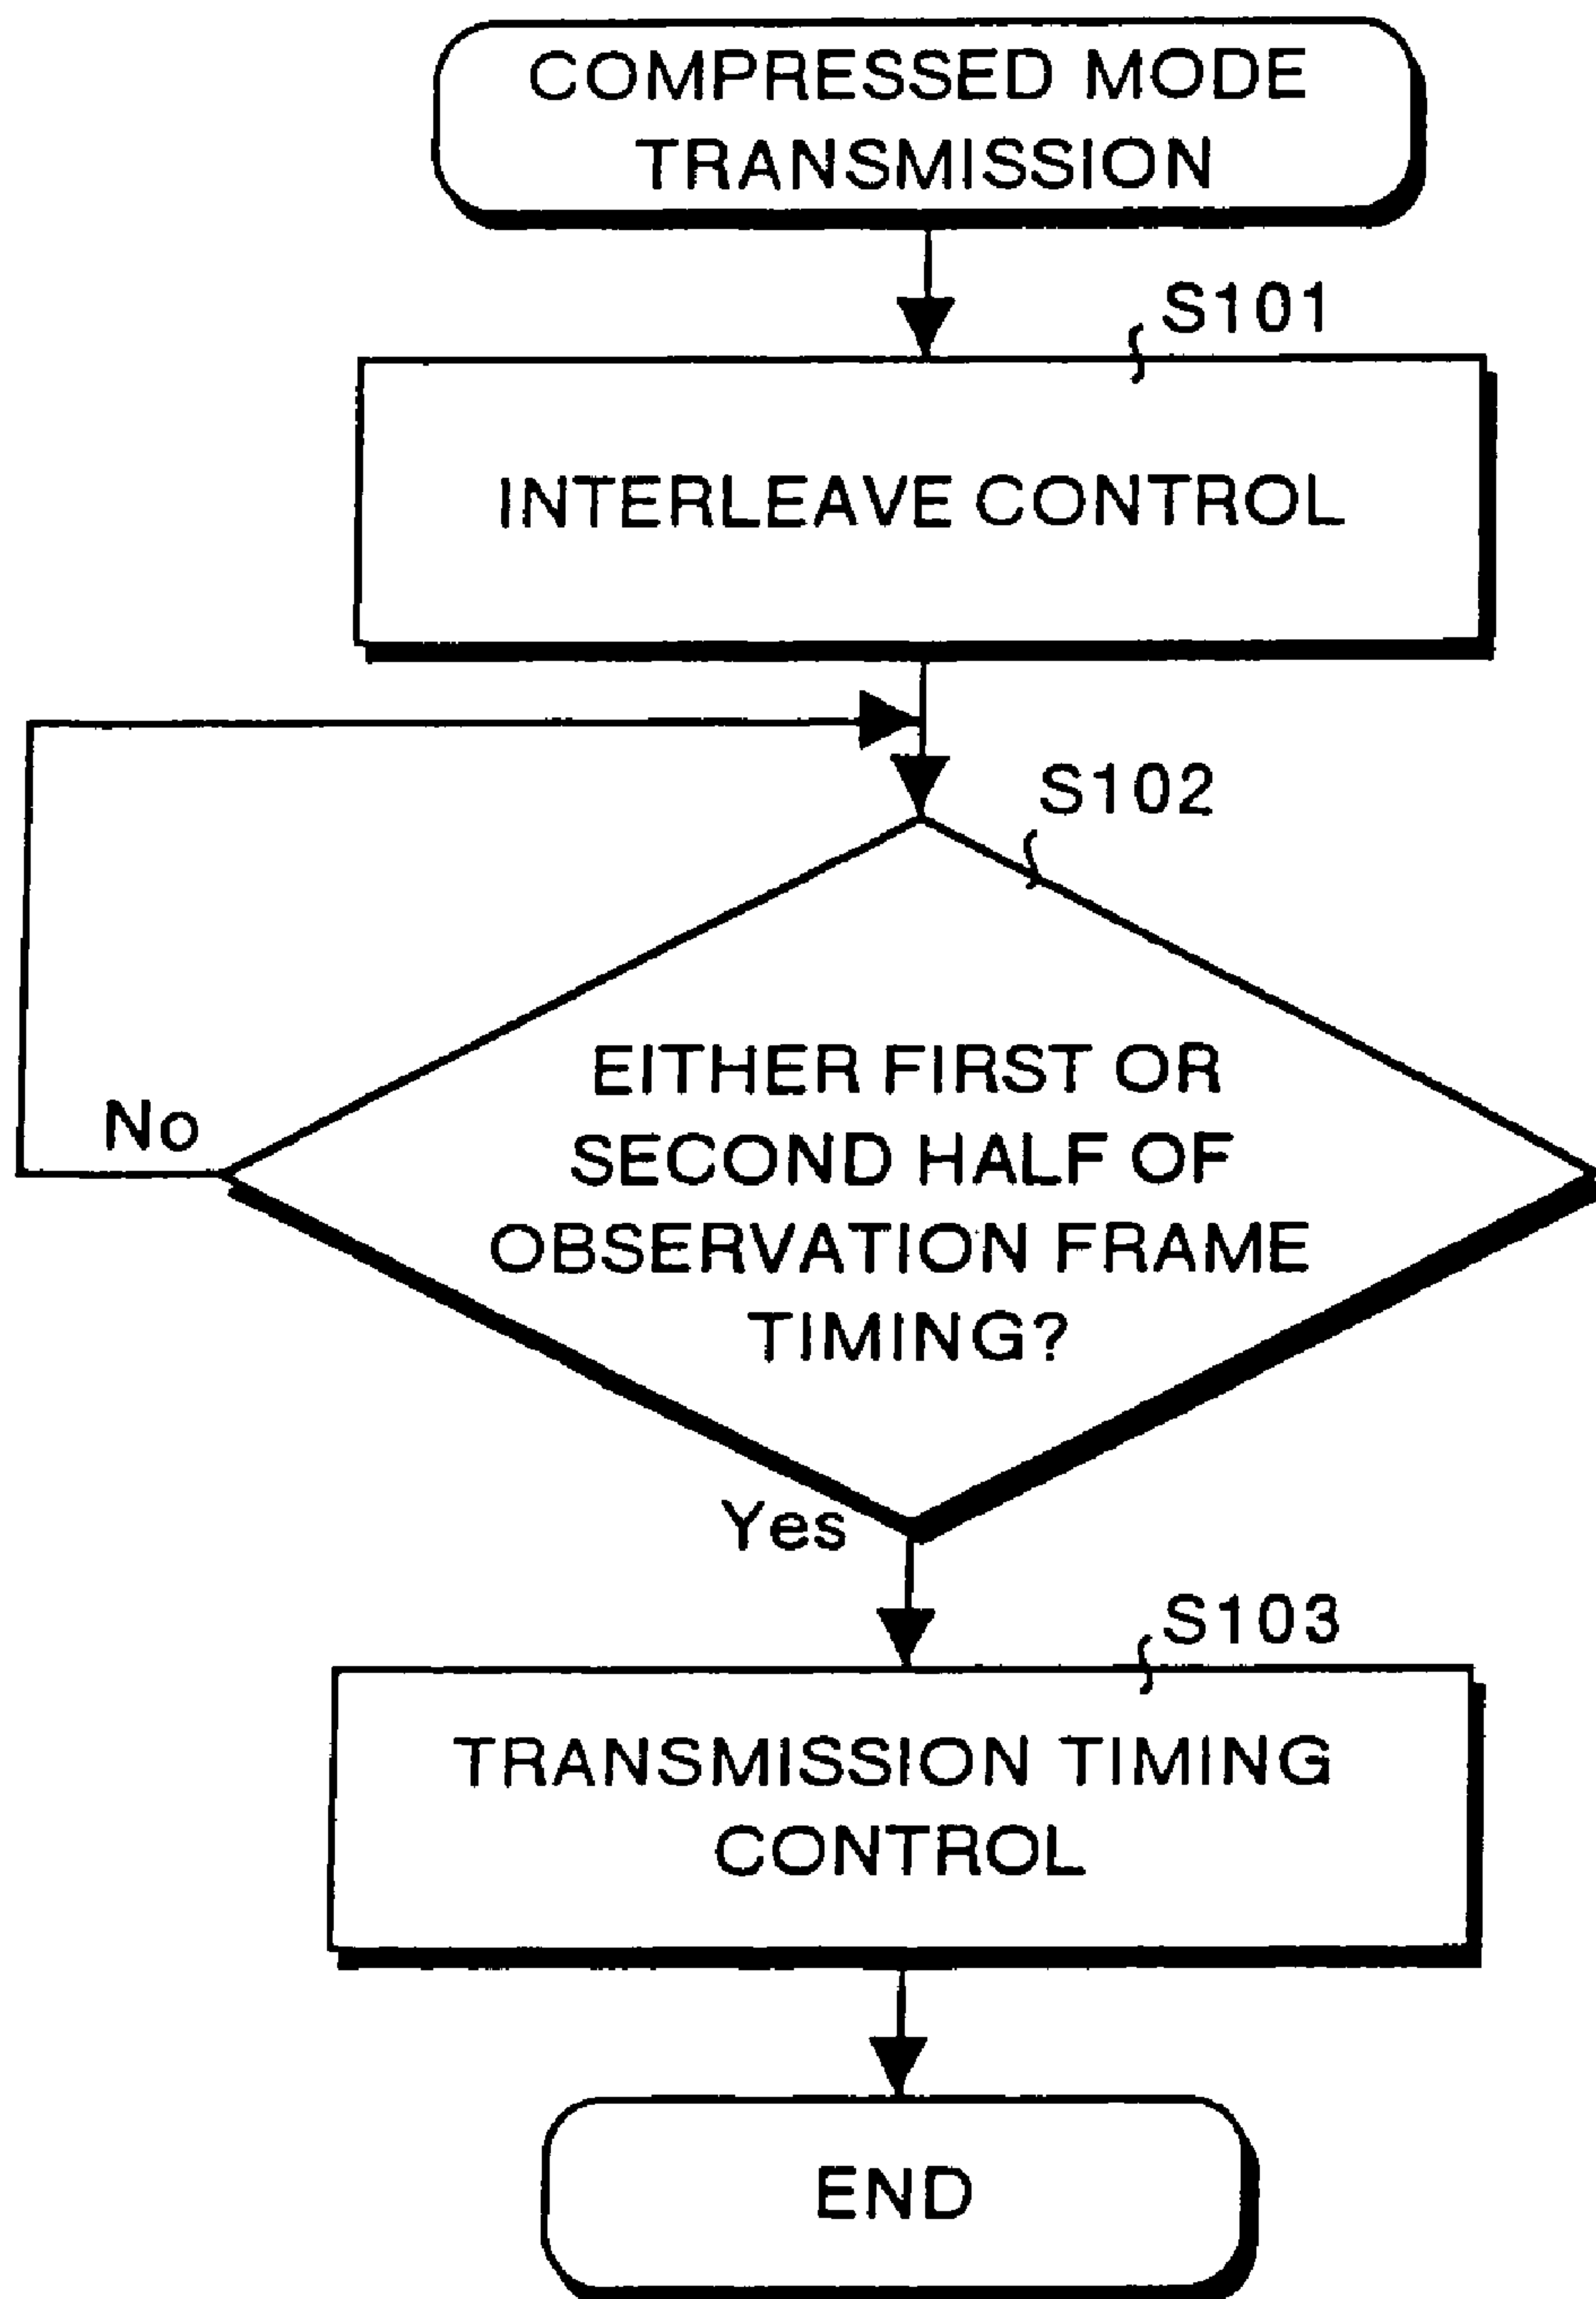 COMPRESSED MODE
TRANSMISSION
S101
INTERLEAVE CONTROL
S102
EITHER FIRST OR
SECOND HALF OF
OBSERVATION FRAME
TIMING?
No
Yes
S103
TRANSMISSION TIMING
CONTROL
END